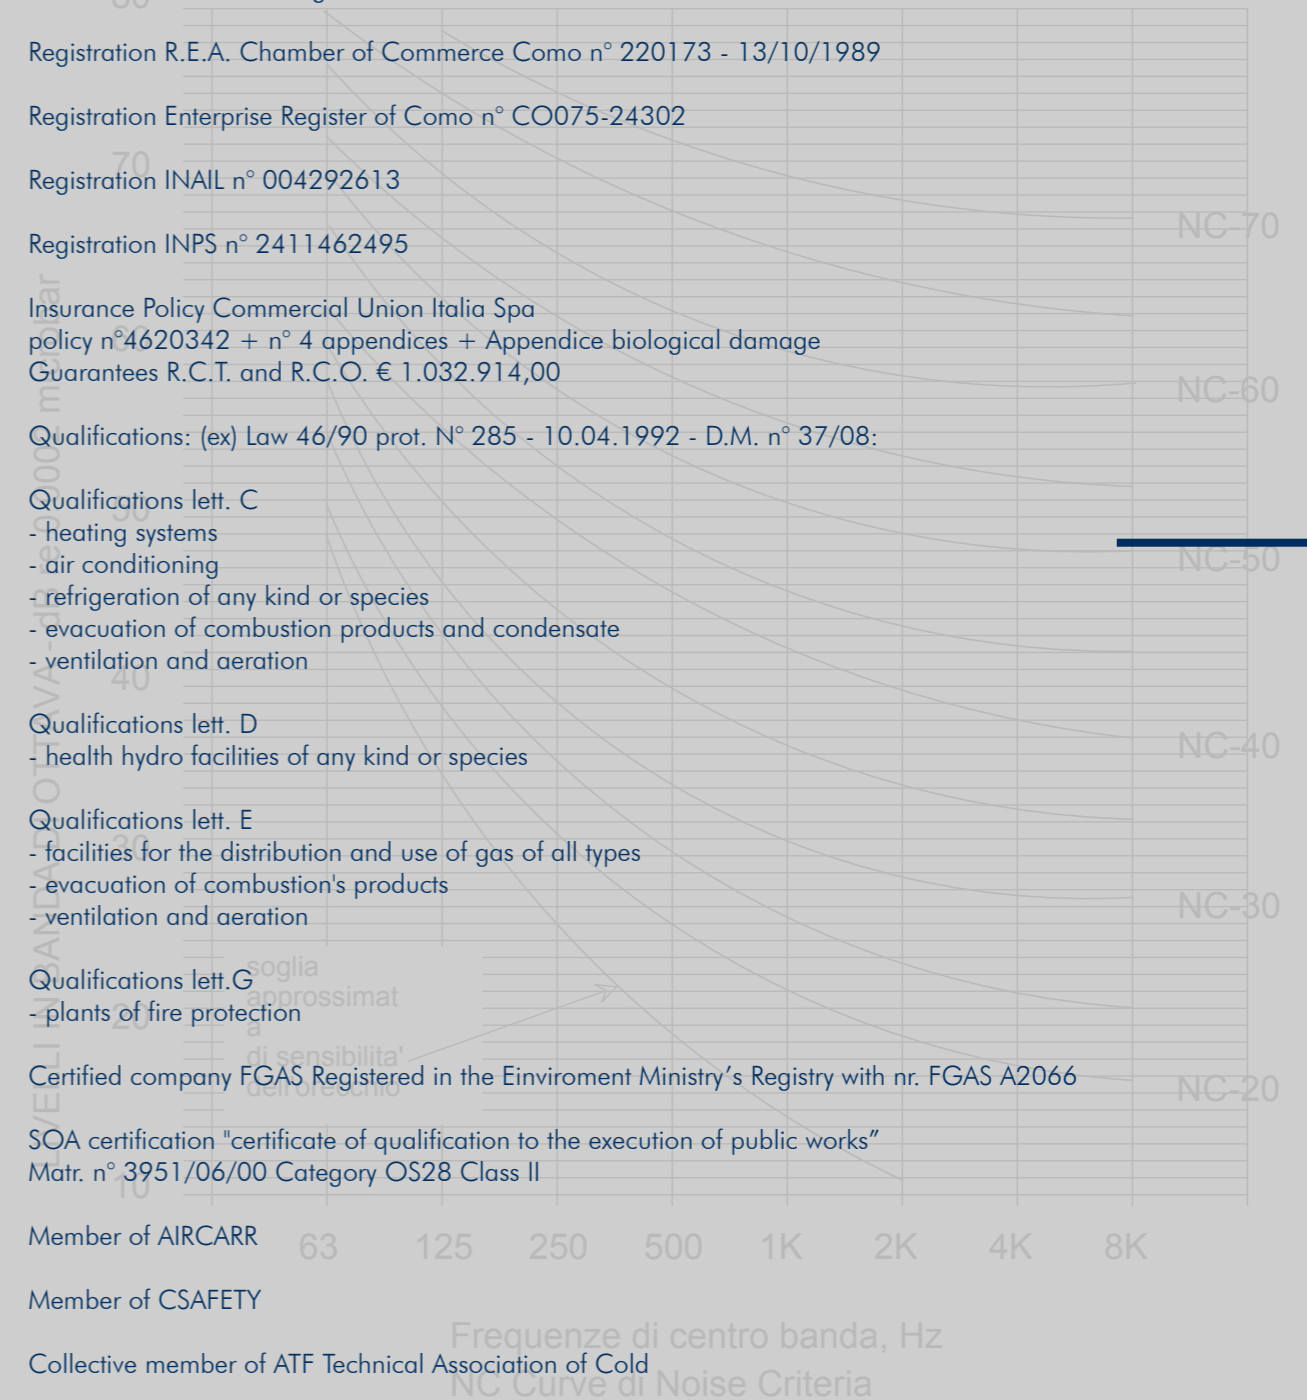 Registration R.E.A. Chamber of Commerce Como n° 220173 - 13/10/1989
Registration Enterprise Register of Como n° CO075-24302
Registration INAIL n° 004292613
Registration INPS n° 2411462495
Insurance Policy Commercial Union Italia Spa
policy n°4620342 + n° 4 appendices + Appendice biological damage
Guarantees R.C.T. and R.C.O. € 1.032.914,00
Qualifications: (ex) Law 46/90 prot. N° 285 - 10.04.1992 - D.M. n° 37/08:
Qualifications lett. C
- heating systems
- air conditioning
- refrigeration of any kind or species
- evacuation of combustion products and condensate
- ventilation and aeration
Qualifications lett. D
- health hydro facilities of any kind or species
Qualifications lett. E
- facilities for the distribution and use of gas of all types
- evacuation of combustion's products
- ventilation and aeration
Qualifications lett.G
- plants of fire protection
Certified company FGAS Registered in the Einviroment Ministry’s Registry with nr. FGAS A2066
SOA certification "certificate of qualification to the execution of public works”
Matr. n° 3951/06/00 Category OS28 Class II
Member of AIRCARR
Member of CSAFETY
Collective member of ATF Technical Association of Cold
70
60
50
40
30
20
10
NC-70
NC-60
NC-50
NC-40
NC-30
NC-20
soglia
approssimat
a
di sensibilita'
dell'orecchio
63 125 250 500 1K 2K 4K 8K
Frequenze di centro banda, Hz
NC Curve di Noise Criteria